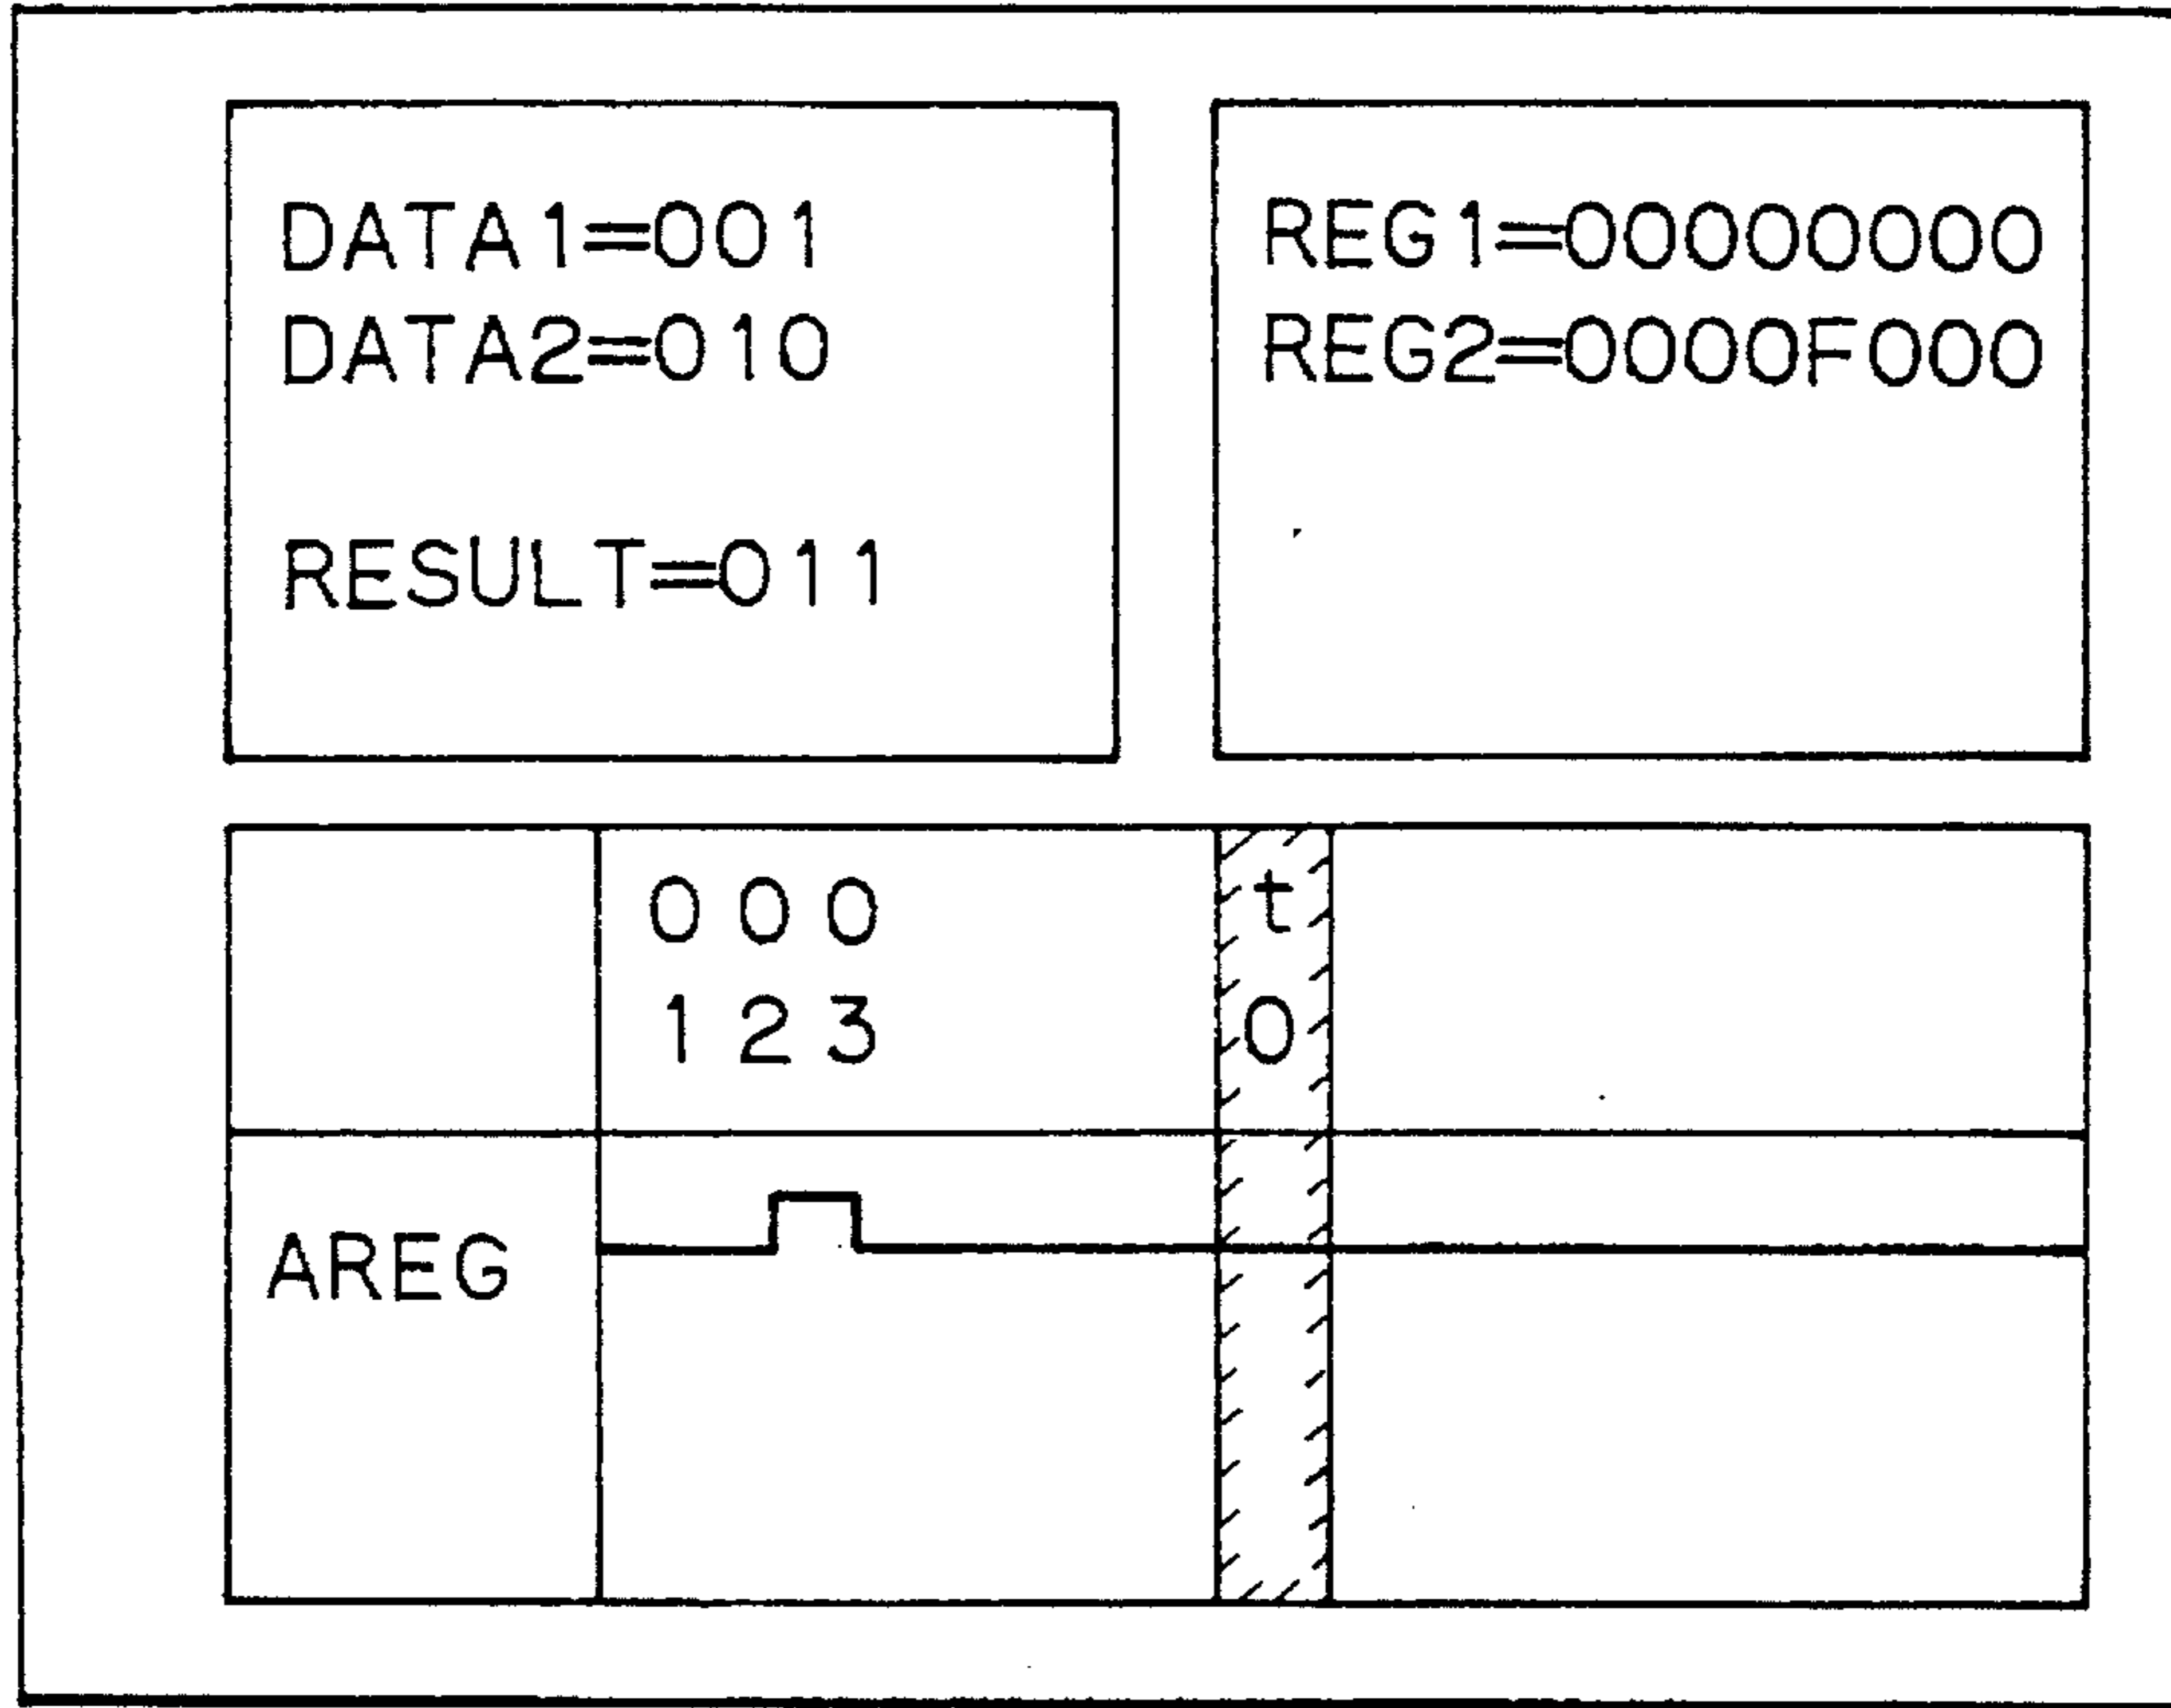 DATA1=001
DATA2=010
RESULT=011
REG1=00000000
REG2=0000F000
0 0 0 t
1 2 3 0
AREG